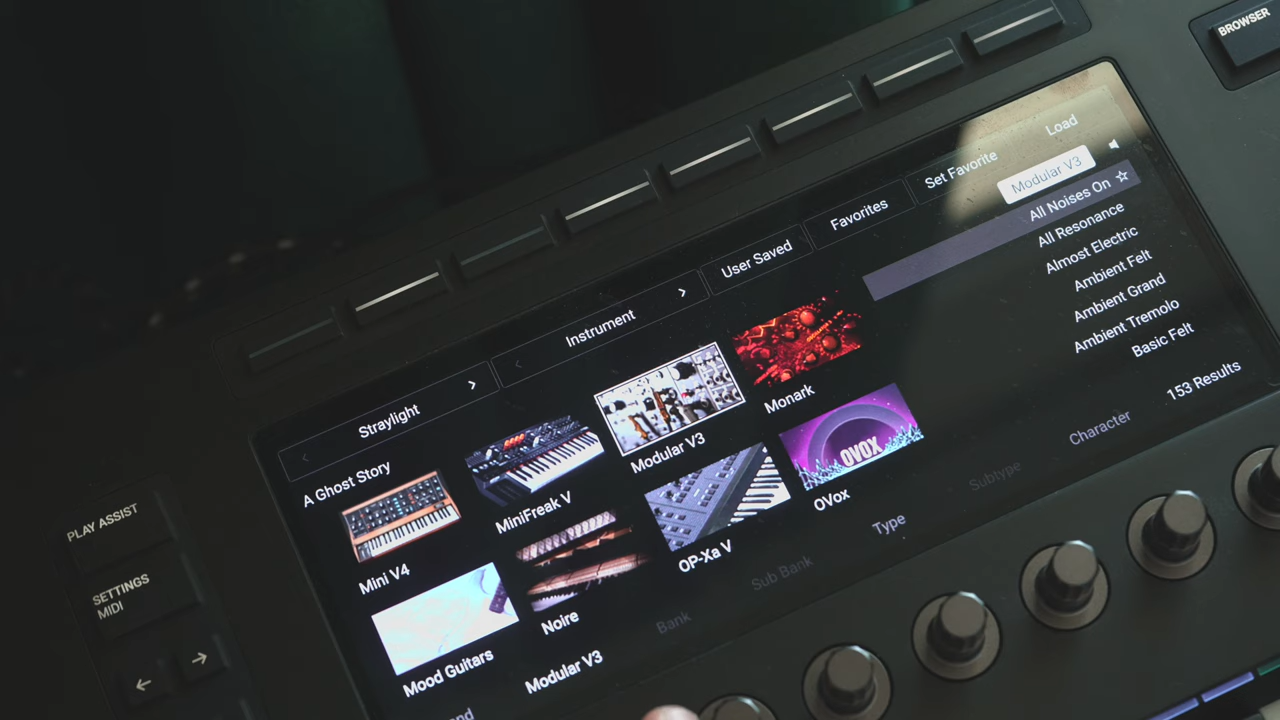 BROWSER
Load
Set Favorite
Favorites
User Saved
Instrument
Straylight
Modular V3
All Noises On
All Resonance
Almost Electric
Ambient Felt
Ambient Grand
Ambient Tremolo
Basic Felt
153 Results
A Ghost Story
Mini V4
MiniFreak V
Modular V3
Monark
Mood Guitars
Noire
OP-Xa V
OVOX
OVox
Modular V3
Bank
Sub Bank
Type
Subtype
Character
PLAY ASSIST
SETTINGS
MIDI